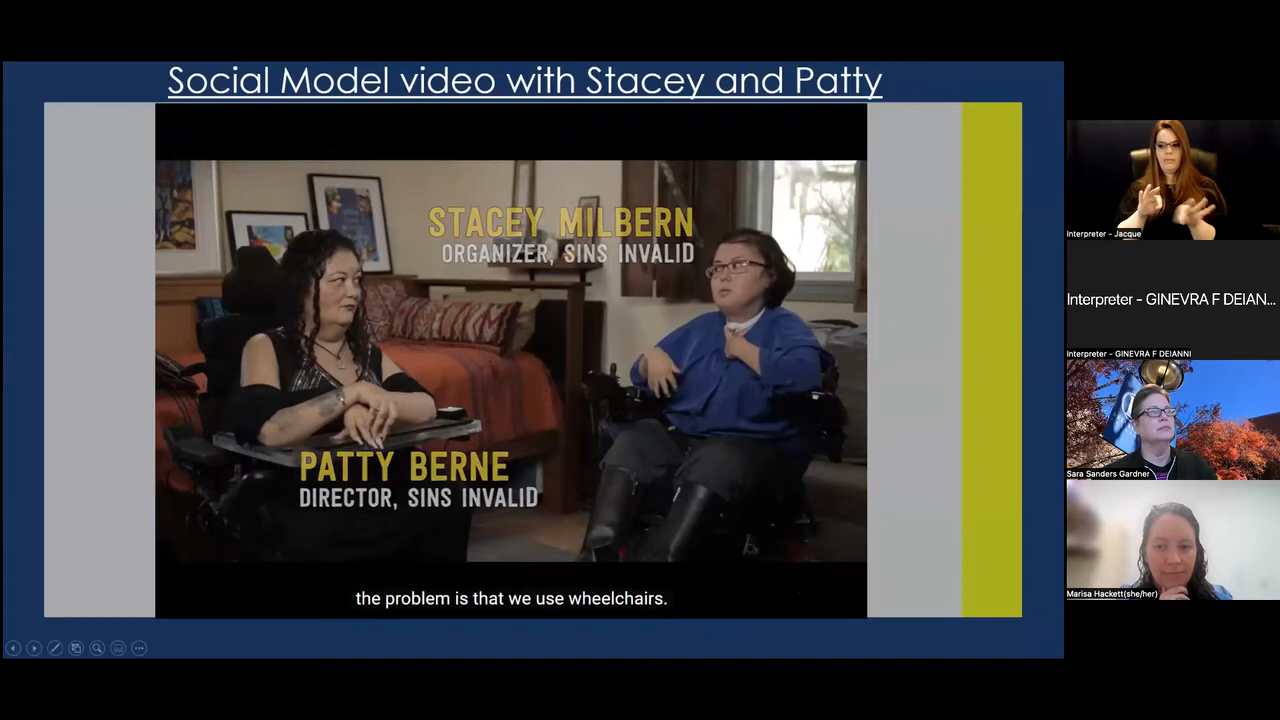 Social Model video with Stacey and Patty
STACEY MILBERN
ORGANIZER, SINS INVALID
PATTY BERNE
DIRECTOR, SINS INVALID
the problem is that we use wheelchairs.
Interpreter - Jacque
Interpreter - GINEVRA F DEIAN...
Interpreter - GINEVRA F DEIANNI
Sara Sanders Gardner
Marisa Hackett(she/her)